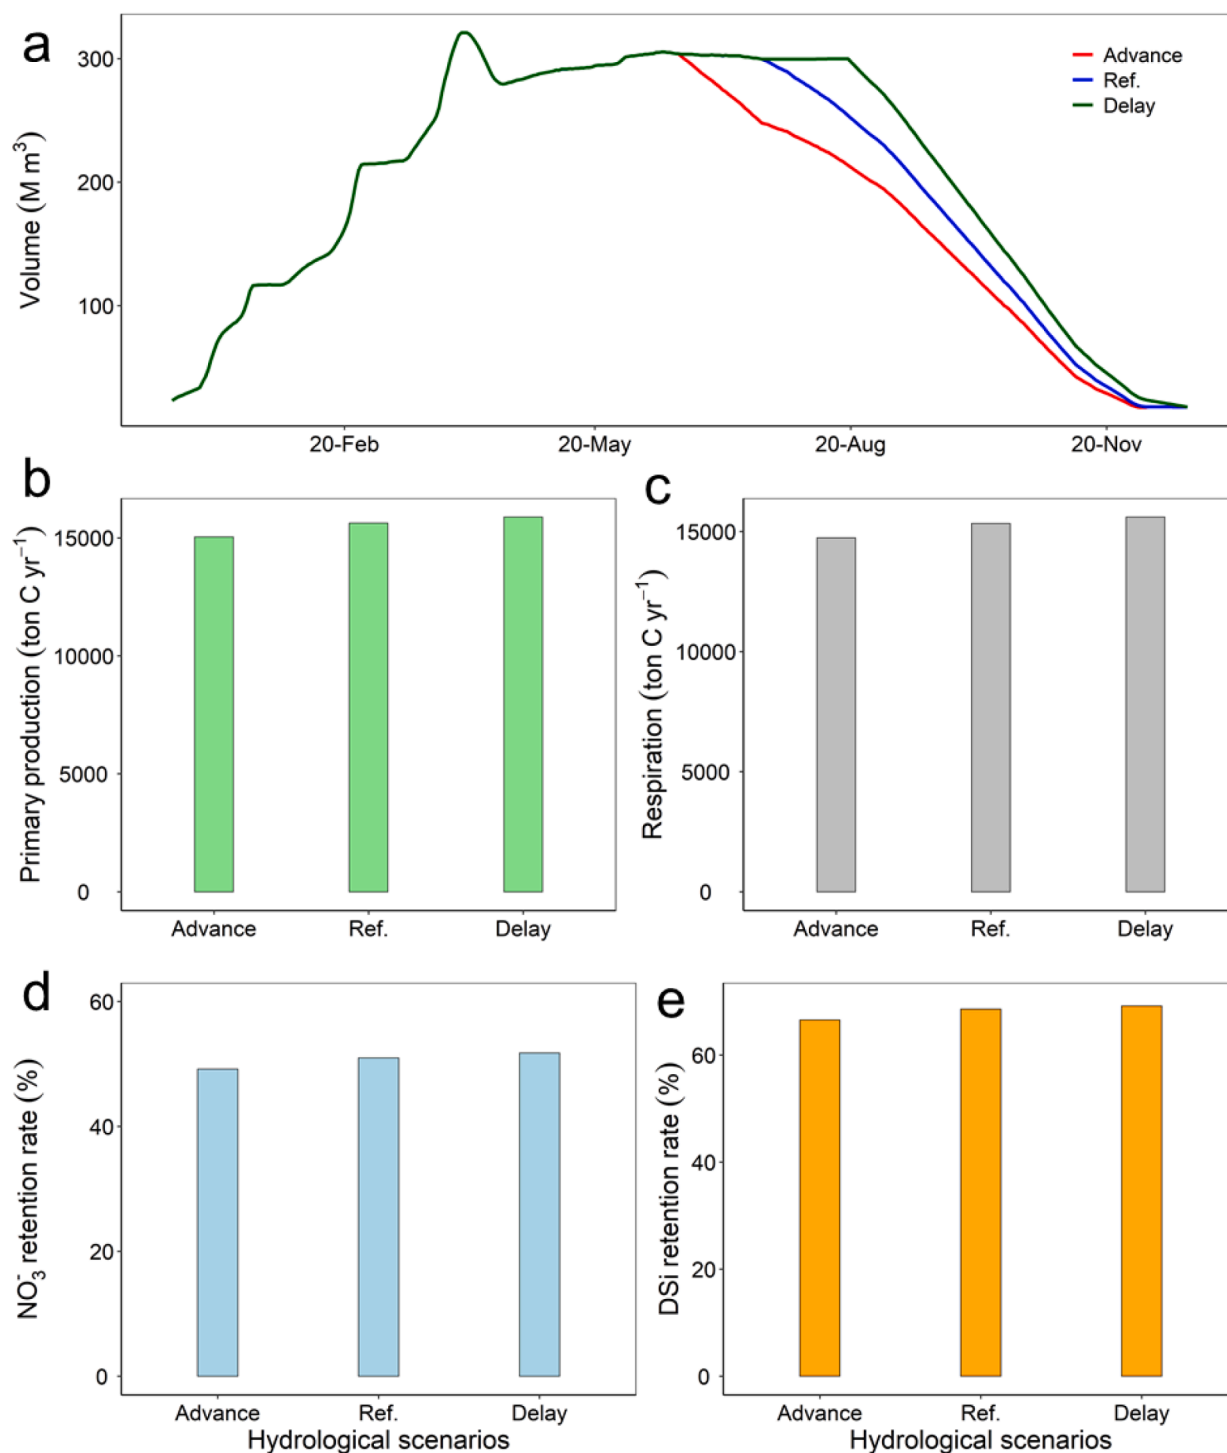 a
Volume (M m³)
300
200
100
Advance
Ref.
Delay
20-Feb
20-May
20-Aug
20-Nov
b
Primary production (ton C yr⁻¹)
15000
10000
5000
0
Advance
Ref.
Delay
c
Respiration (ton C yr⁻¹)
15000
10000
5000
0
Advance
Ref.
Delay
d
NO₃⁻ retention rate (%)
60
40
20
0
Advance
Ref.
Delay
Hydrological scenarios
e
DSi retention rate (%)
60
40
20
0
Advance
Ref.
Delay
Hydrological scenarios